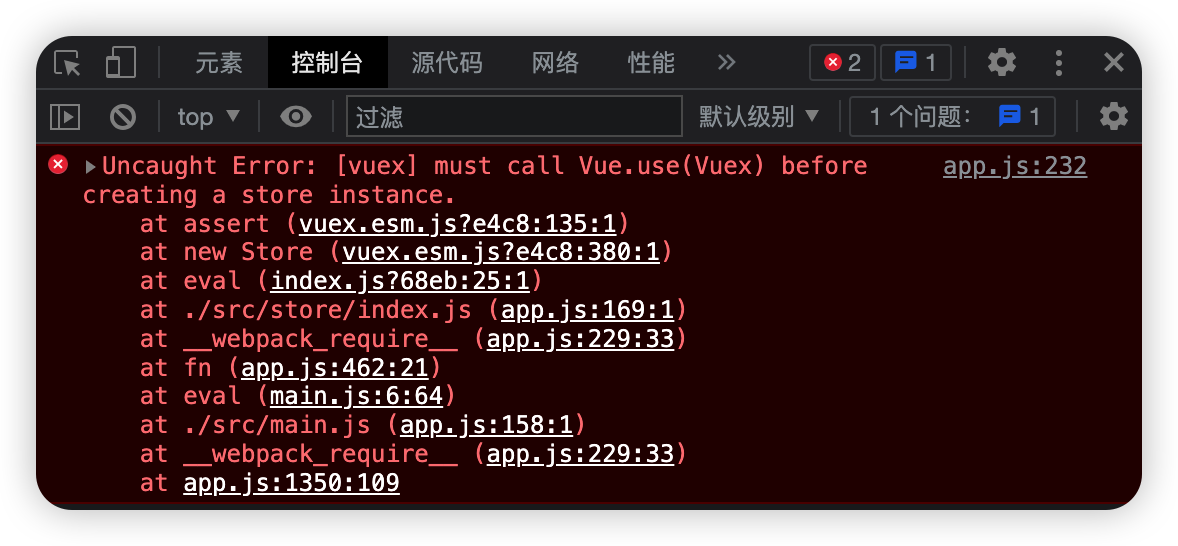 元素 控制台 源代码 网络 性能 » 2 1
top ▼ 过滤 默认级别 ▼ 1 个问题: 1
▶Uncaught Error: [vuex] must call Vue.use(Vuex) before app.js:232
creating a store instance.
at assert (vuex.esm.js?e4c8:135:1)
at new Store (vuex.esm.js?e4c8:380:1)
at eval (index.js?68eb:25:1)
at ./src/store/index.js (app.js:169:1)
at __webpack_require__ (app.js:229:33)
at fn (app.js:462:21)
at eval (main.js:6:64)
at ./src/main.js (app.js:158:1)
at __webpack_require__ (app.js:229:33)
at app.js:1350:109